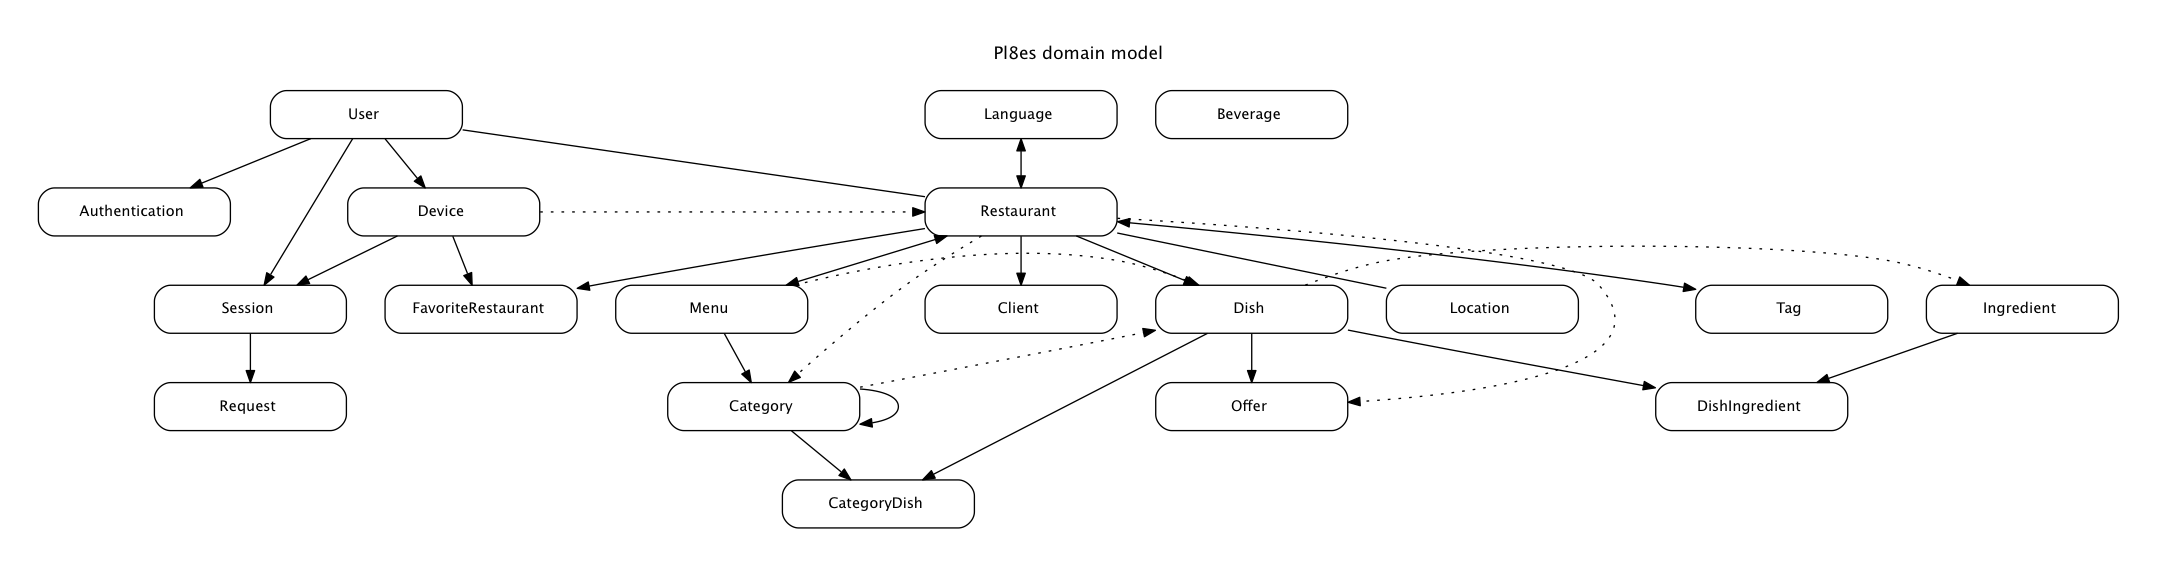 Pl8es domain model
User
Language
Beverage
Authentication
Device
Restaurant
Session
FavoriteRestaurant
Menu
Client
Dish
Location
Tag
Ingredient
Request
Category
Offer
DishIngredient
CategoryDish